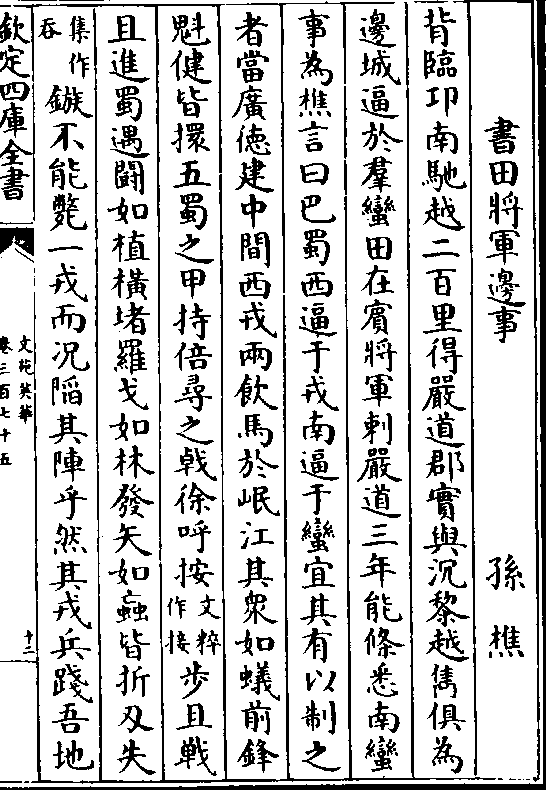 書田將軍邊事　孫樵
背臨邛南馳越二百里得嚴道郡實與沉黎越雋俱為
邊城逼於羣蠻田在賓將軍刺嚴道三年能條悉南蠻
事為樵言曰巴蜀西逼于戎南逼于蠻宜其有以制之
者當廣德建中間西戎兩飲馬於岷江其衆如蟻前鋒
魁健皆擐五蜀之甲持倍尋之戟徐呼按文粹作接步且戰
且進蜀遇鬭如植橫堵羅戈如林發矢如蝱皆折刄失
集作吞鏃不能斃一戎而況陷其陣乎然其戎兵踐吾地
欽定四庫全書
文苑英華
卷三百七十五
十二